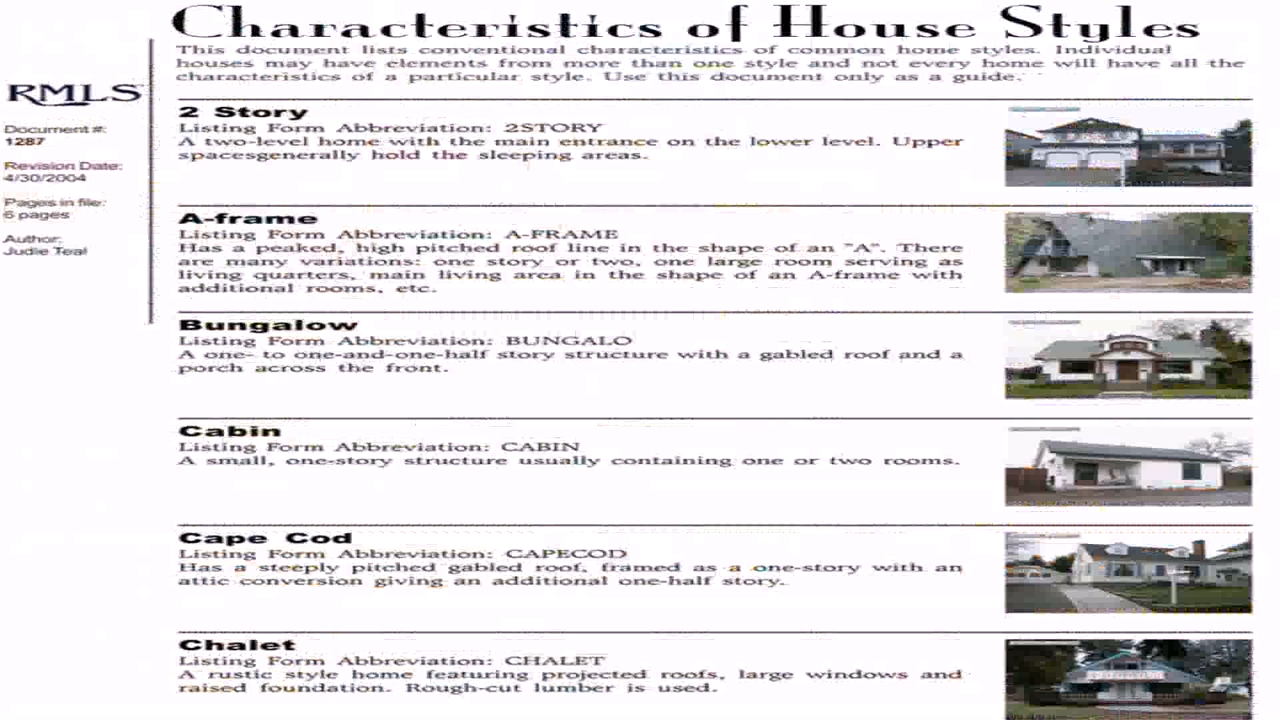 Characteristics of House Styles
This document lists conventional characteristics of common home styles. Individual
houses may have elements from more than one style and not every home will have all the
characteristics of a particular style. Use this document only as a guide.
RMLS
Document #:
1287
Revision Date:
4/30/2004
Pages in file:
6 pages
Author:
Judie Teal
2 Story
Listing Form Abbreviation: 2STORY
A two-level home with the main entrance on the lower level. Upper
spacesgenerally hold the sleeping areas.
A-frame
Listing Form Abbreviation: A-FRAME
Has a peaked, high pitched roof line in the shape of an "A". There
are many variations: one story or two, one large room serving as
living quarters, main living area in the shape of an A-frame with
additional rooms, etc.
Bungalow
Listing Form Abbreviation: BUNGALO
A one- to one-and-one-half story structure with a gabled roof and a
porch across the front.
Cabin
Listing Form Abbreviation: CABIN
A small, one-story structure usually containing one or two rooms.
Cape Cod
Listing Form Abbreviation: CAPECOD
Has a steeply pitched gabled roof, framed as a one-story with an
attic conversion giving an additional one-half story.
Chalet
Listing Form Abbreviation: CHALET
A rustic style home featuring projected roofs, large windows and
raised foundation. Rough-cut lumber is used.